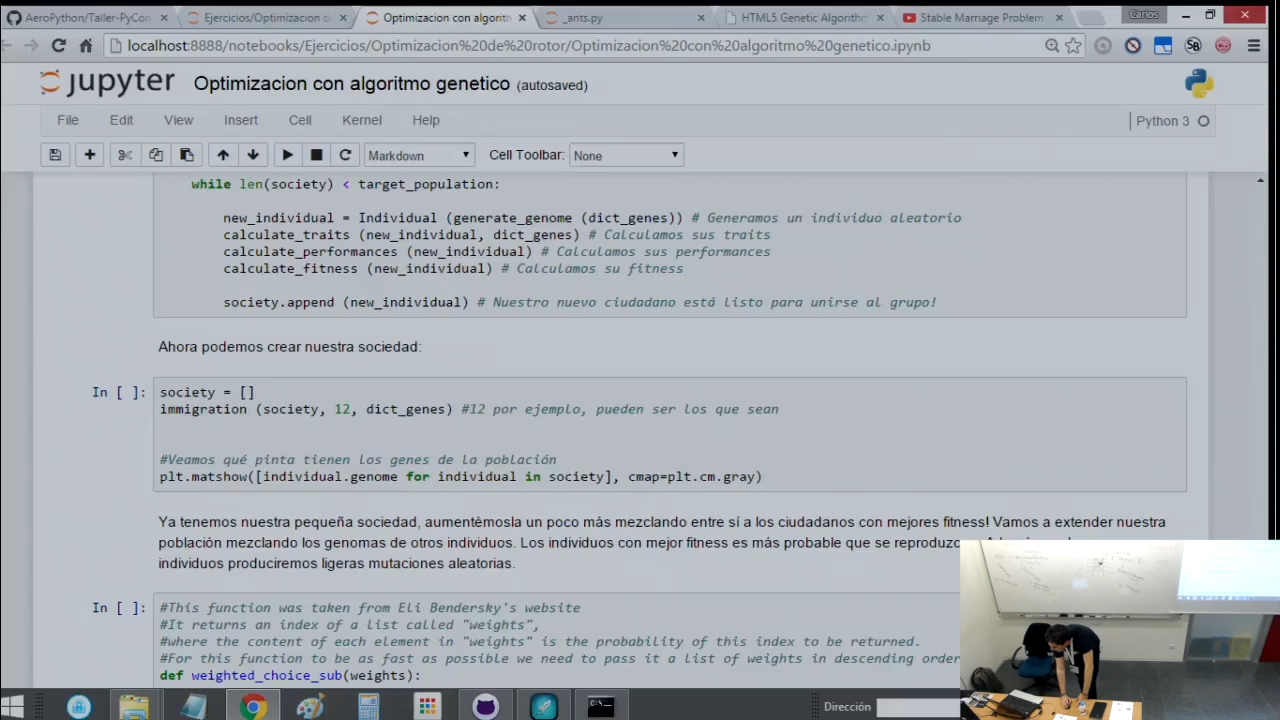 AeroPython/Taller-PyCon
Ejercicios/Optimizacion o
Optimizacion con algoritm
_ants.py
HTML5 Genetic Algorithm
Stable Marriage Problem
Carlos
localhost:8888/notebooks/Ejercicios/Optimizacion%20de%20roter/Optimizacion%20con%20algoritmo%20genetico.ipynb
jupyter Optimizacion con algoritmo genetico (autosaved)
File Edit View Insert Cell Kernel Help
Python 3
Markdown Cell Toolbar: None
while len(society) < target_population:
new_individual = Individual (generate_genome (dict_genes)) # Generamos un individuo aleatorio
calculate_traits (new_individual, dict_genes) # Calculamos sus traits
calculate_performances (new_individual) # Calculamos sus performances
calculate_fitness (new_individual) # Calculamos su fitness
society.append (new_individual) # Nuestro nuevo ciudadano está listo para unirse al grupo!
Ahora podemos crear nuestra sociedad:
In [ ]: society = []
immigration (society, 12, dict_genes) #12 por ejemplo, pueden ser los que sean
#Veamos qué pinta tienen los genes de la población
plt.matshow([individual.genome for individual in society], cmap=plt.cm.gray)
Ya tenemos nuestra pequeña sociedad, aumentémosla un poco más mezclando entre sí a los ciudadanos con mejores fitness! Vamos a extender nuestra
población mezclando los genomas de otros individuos. Los individuos con mejor fitness es más probable que se reproduzc
individuos produciremos ligeras mutaciones aleatorias.
In [ ]: #This function was taken from Eli Bendersky's website
#It returns an index of a list called "weights",
#where the content of each element in "weights" is the probability of this index to be returned.
#For this function to be as fast as possible we need to pass it a list of weights in descending order
def weighted_choice_sub(weights):
Dirección